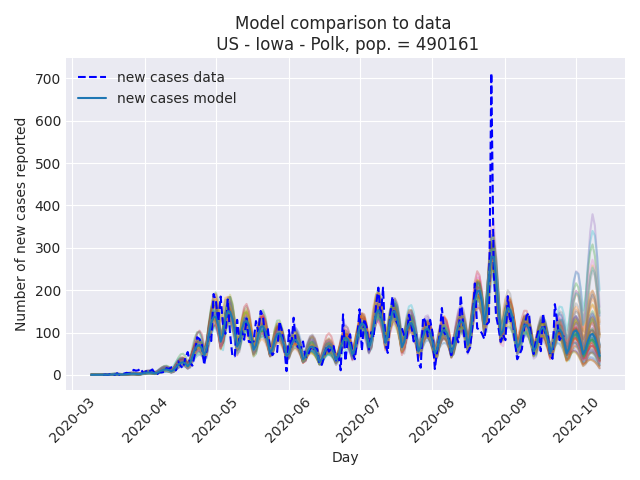 Model comparison to data
US - Iowa - Polk, pop. = 490161
new cases data
new cases model
Number of new cases reported
700
600
500
400
300
200
100
0
2020-03
2020-04
2020-05
2020-06
2020-07
2020-08
2020-09
2020-10
Day